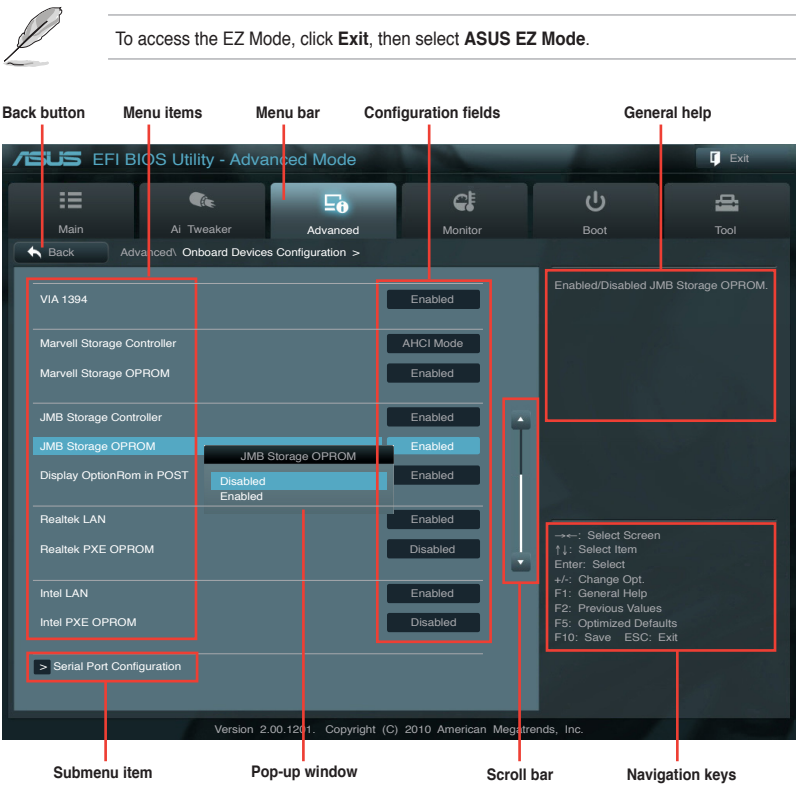 To access the EZ Mode, click Exit, then select ASUS EZ Mode.
Back button Menu items Menu bar Configuration fields General help
ASUS EFI BIOS Utility - Advanced Mode Exit
Main Ai Tweaker Advanced Monitor Boot Tool
Back Advanced\ Onboard Devices Configuration >
Enabled/Disabled JMB Storage OPROM.
VIA 1394 Enabled
Marvell Storage Controller AHCI Mode
Marvell Storage OPROM Enabled
JMB Storage Controller Enabled
JMB Storage OPROM Enabled
JMB Storage OPROM
Disabled
Enabled
Display OptionRom in POST Enabled
Realtek LAN Enabled
Realtek PXE OPROM Disabled
Intel LAN Enabled
Intel PXE OPROM Disabled
> Serial Port Configuration
→←: Select Screen
↑↓: Select Item
Enter: Select
+/-: Change Opt.
F1: General Help
F2: Previous Values
F5: Optimized Defaults
F10: Save ESC: Exit
Version 2.00.1201. Copyright (C) 2010 American Megatrends, Inc.
Submenu item Pop-up window Scroll bar Navigation keys